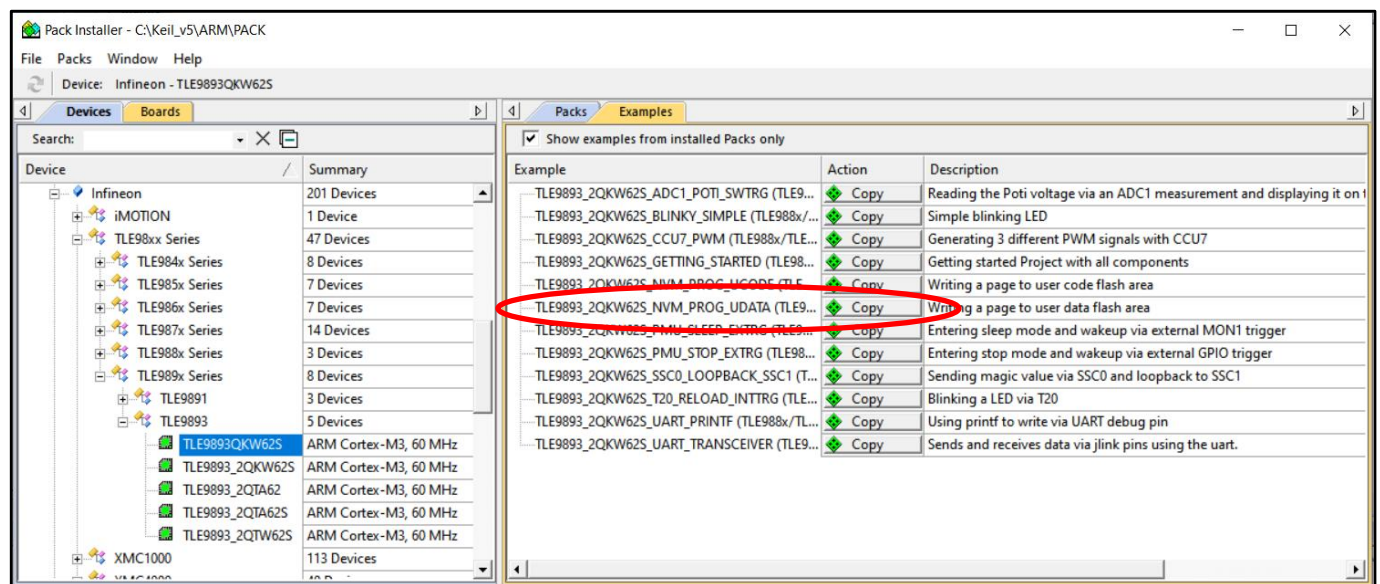 Pack Installer - C:\Keil_v5\ARM\PACK
File Packs Window Help
Device: Infineon - TLE9893QKW62S
Devices Boards
Search:
Device / Summary
Infineon 201 Devices
iMOTION 1 Device
TLE98xx Series 47 Devices
TLE984x Series 8 Devices
TLE985x Series 7 Devices
TLE986x Series 7 Devices
TLE987x Series 14 Devices
TLE988x Series 3 Devices
TLE989x Series 8 Devices
TLE9891 3 Devices
TLE9893 5 Devices
TLE9893QKW62S ARM Cortex-M3, 60 MHz
TLE9893_2QKW62S ARM Cortex-M3, 60 MHz
TLE9893_2QTA62 ARM Cortex-M3, 60 MHz
TLE9893_2QTA62S ARM Cortex-M3, 60 MHz
TLE9893_2QTW62S ARM Cortex-M3, 60 MHz
XMC1000 113 Devices
Packs Examples
Show examples from installed Packs only
Example Action Description
TLE9893_2QKW62S_ADC1_POTI_SWTRG (TLE9... Copy Reading the Poti voltage via an ADC1 measurement and displaying it on t
TLE9893_2QKW62S_BLINKY_SIMPLE (TLE988x/... Copy Simple blinking LED
TLE9893_2QKW62S_CCU7_PWM (TLE988x/TLE... Copy Generating 3 different PWM signals with CCU7
TLE9893_2QKW62S_GETTING_STARTED (TLE98... Copy Getting started Project with all components
TLE9893_2QKW62S_NVM_PROG_UCODE (TLE... Copy Writing a page to user code flash area
TLE9893_2QKW62S_NVM_PROG_UDATA (TLE9... Copy Writing a page to user data flash area
TLE9893_2QKW62S_PMU_SLEEP_EXTRG (TLE9... Copy Entering sleep mode and wakeup via external MON1 trigger
TLE9893_2QKW62S_PMU_STOP_EXTRG (TLE98... Copy Entering stop mode and wakeup via external GPIO trigger
TLE9893_2QKW62S_SSC0_LOOPBACK_SSC1 (T... Copy Sending magic value via SSC0 and loopback to SSC1
TLE9893_2QKW62S_T20_RELOAD_INTTRG (TLE... Copy Blinking a LED via T20
TLE9893_2QKW62S_UART_PRINTF (TLE988x/TL... Copy Using printf to write via UART debug pin
TLE9893_2QKW62S_UART_TRANSCEIVER (TLE9... Copy Sends and receives data via jlink pins using the uart.